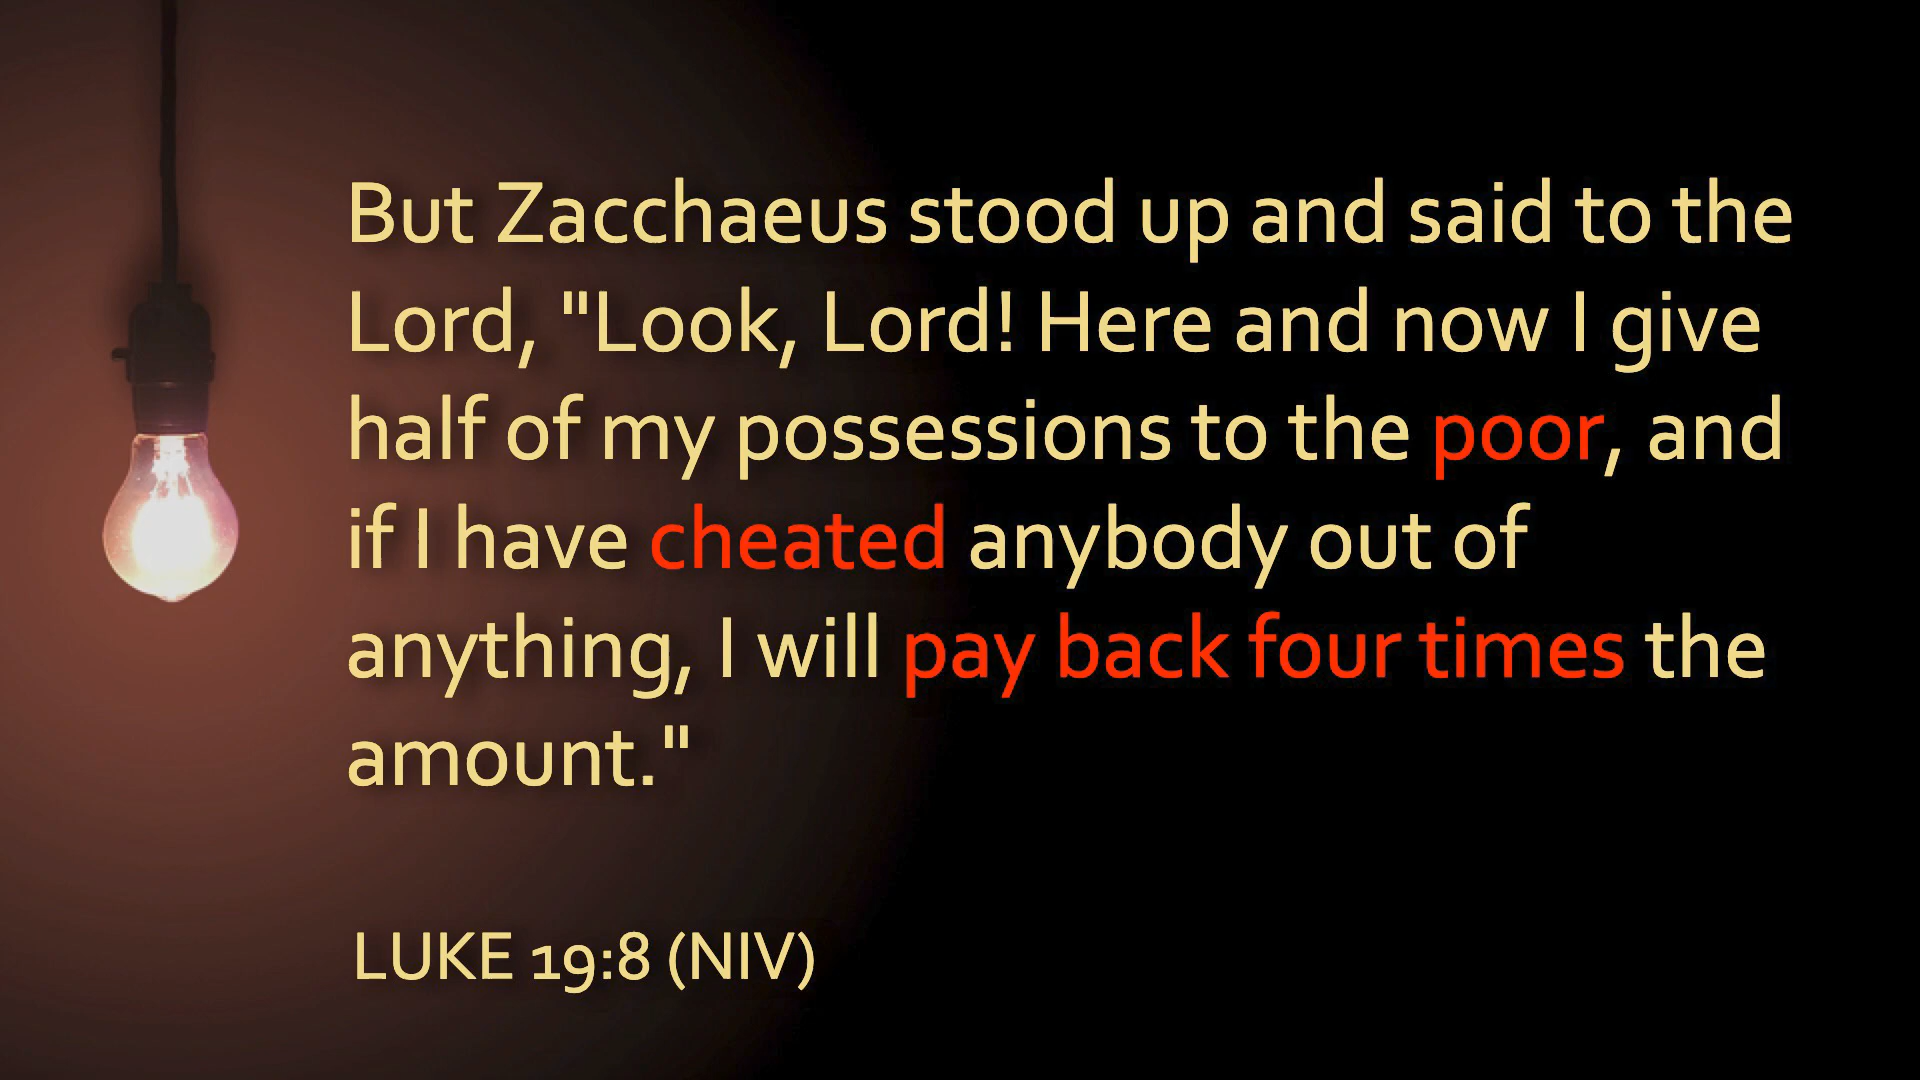 But Zacchaeus stood up and said to the
Lord, "Look, Lord! Here and now I give
half of my possessions to the poor, and
if I have cheated anybody out of
anything, I will pay back four times the
amount."
LUKE 19:8 (NIV)